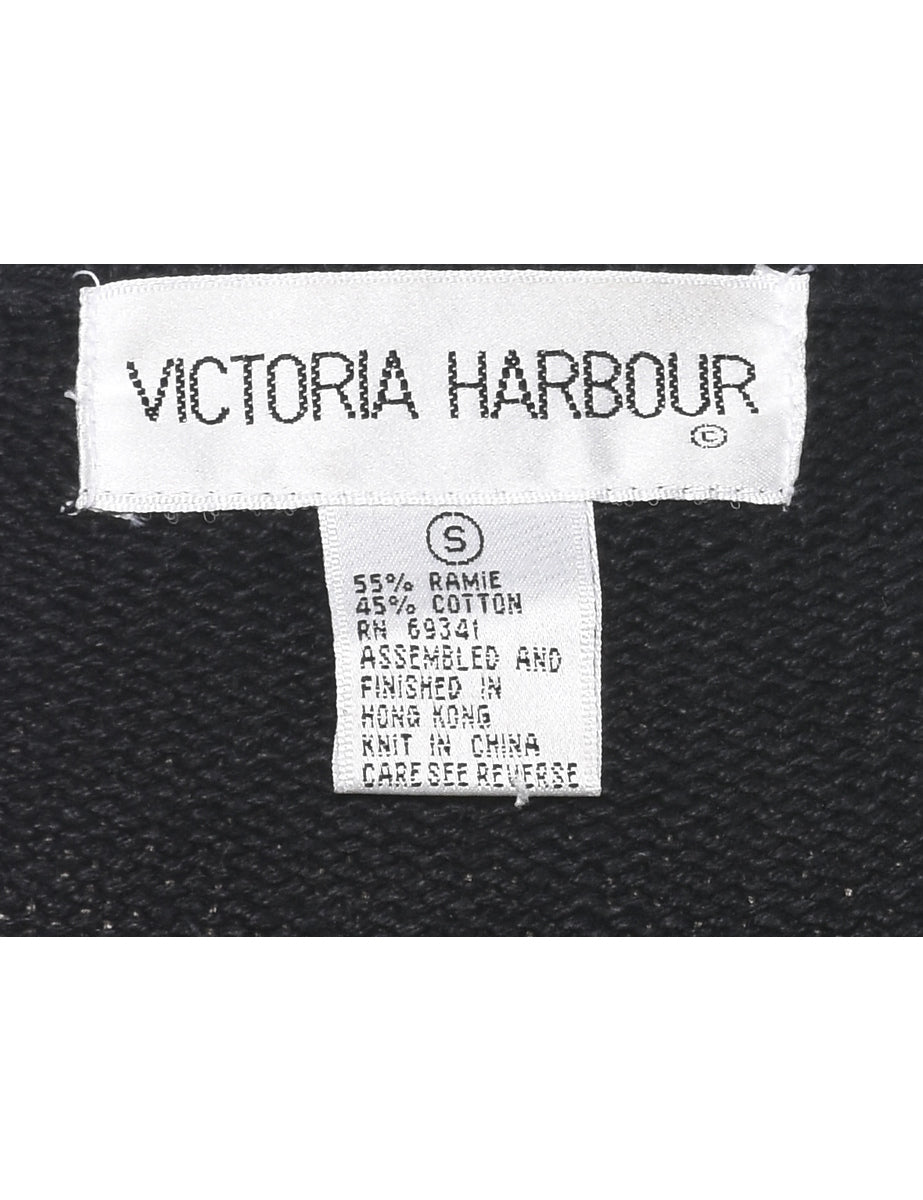 VICTORIA HARBOUR
©
S
55% RAMIE
45% COTTON
RN 69341
ASSEMBLED AND
FINISHED IN
HONG KONG
KNIT IN CHINA
CARE SEE REVERSE